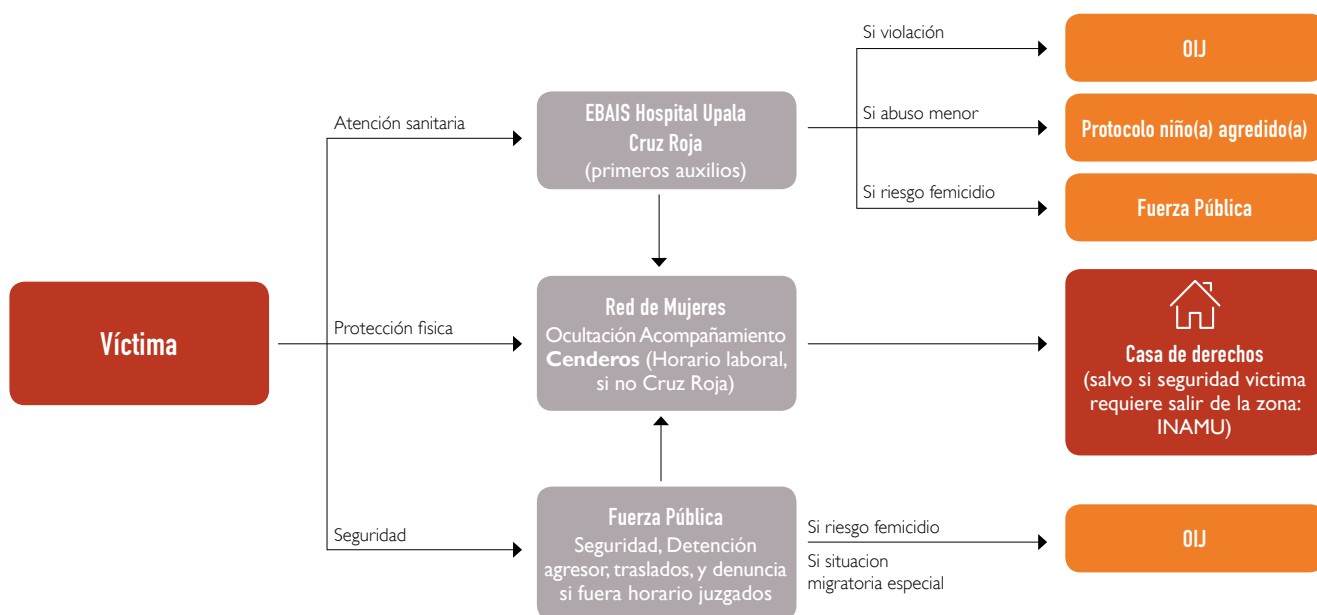 Si violación
OIJ
EBAIS Hospital Upala
Cruz Roja
(primeros auxilios)
Atención sanitaria
Si abuso menor
Protocolo niño(a) agredido(a)
Si riesgo femicidio
Fuerza Pública
Víctima
Protección fisica
Red de Mujeres
Ocultación Acompañamiento
Cenderos (Horario laboral,
si no Cruz Roja)
Casa de derechos
(salvo si seguridad victima
requiere salir de la zona:
INAMU)
Seguridad
Fuerza Pública
Seguridad, Detención
agresor, traslados, y denuncia
si fuera horario juzgados
Si riesgo femicidio
Si situacion
migratoria especial
OIJ